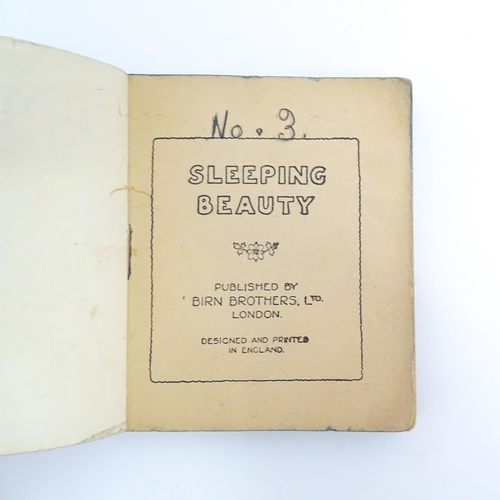 No. 3.
SLEEPING
BEAUTY
PUBLISHED BY
BIRN BROTHERS, LTD.
LONDON.
DESIGNED AND PRINTED
IN ENGLAND.